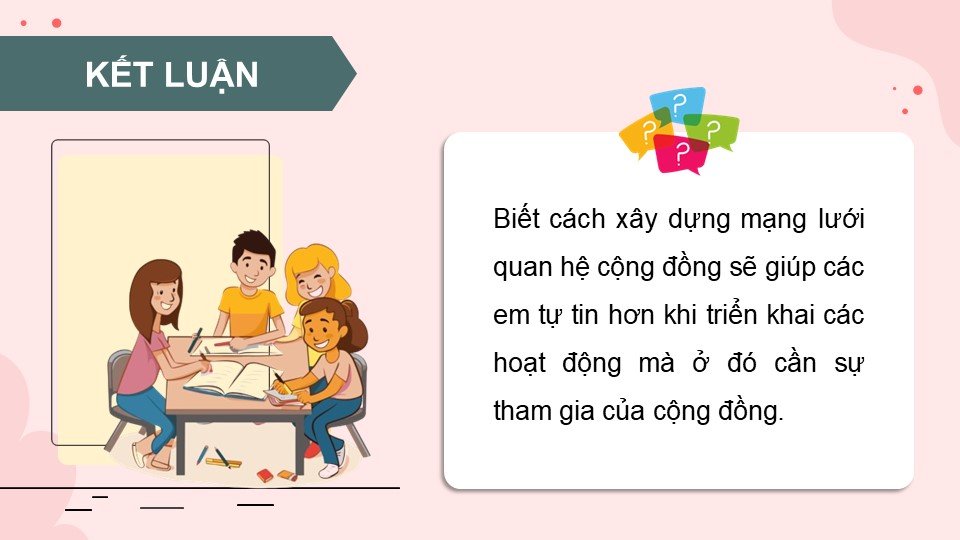 KẾT LUẬN
?
?
?
?
Biết cách xây dựng mạng lưới
quan hệ cộng đồng sẽ giúp các
em tự tin hơn khi triển khai các
hoạt động mà ở đó cần sự
tham gia của cộng đồng.